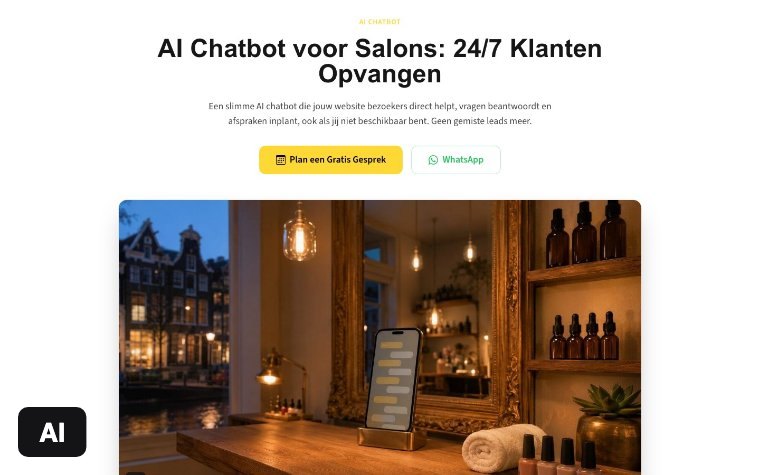 AI CHATBOT
AI Chatbot voor Salons: 24/7 Klanten
Opvangen
Een slimme AI chatbot die jouw website bezoekers direct helpt, vragen beantwoordt en
afspraken inplant, ook als jij niet beschikbaar bent. Geen gemiste leads meer.
Plan een Gratis Gesprek
WhatsApp
AI